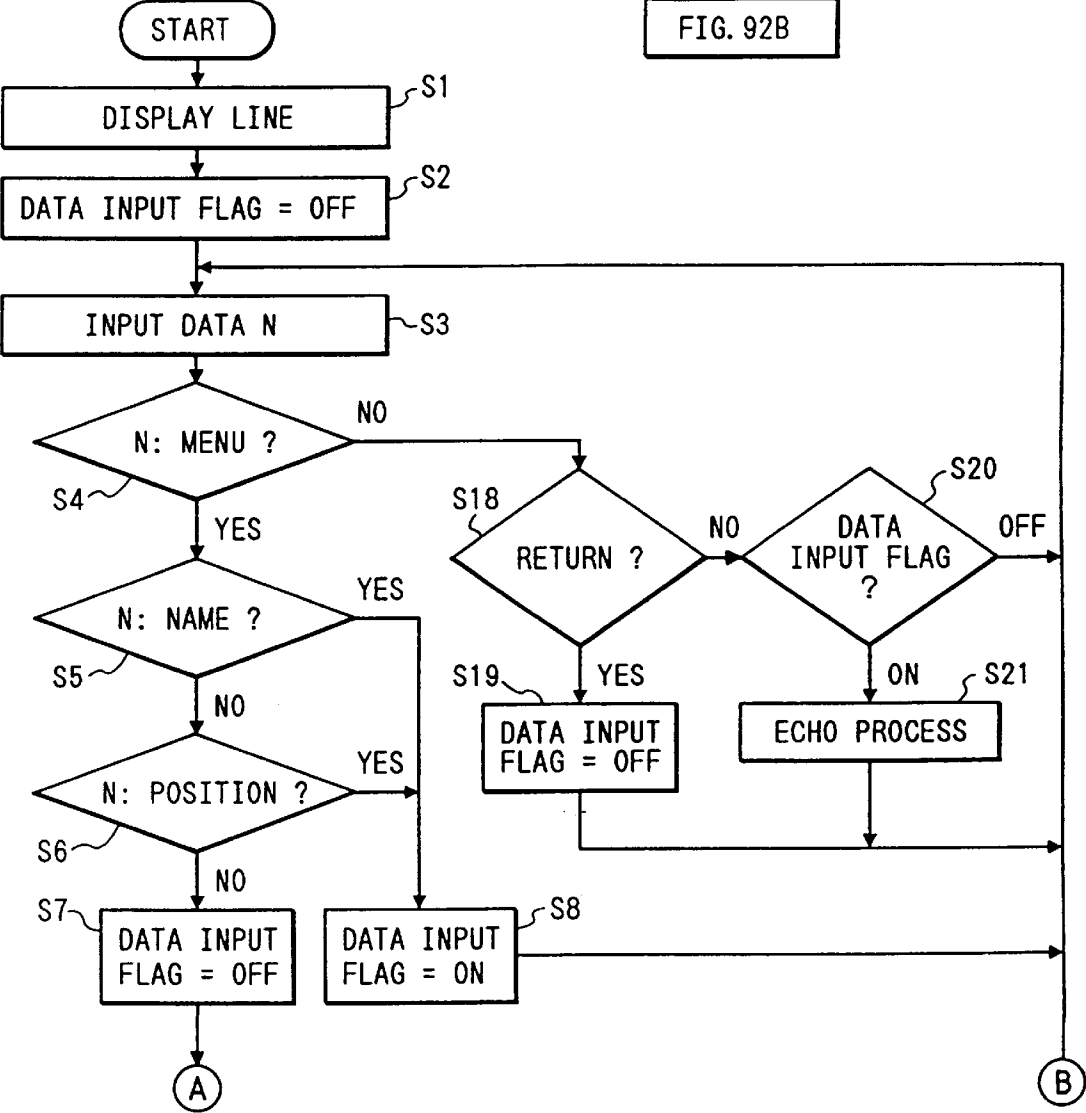 START
FIG. 92B
S1
DISPLAY LINE
S2
DATA INPUT FLAG = OFF
INPUT DATA N
S3
NO
N: MENU ?
S4
YES
S18
RETURN ?
NO
S20
DATA
INPUT FLAG
?
OFF
YES
N: NAME ?
S5
NO
S19
YES
DATA INPUT
FLAG = OFF
ON
S21
ECHO PROCESS
YES
N: POSITION ?
S6
NO
S7
DATA INPUT
FLAG = OFF
S8
DATA INPUT
FLAG = ON
A
B